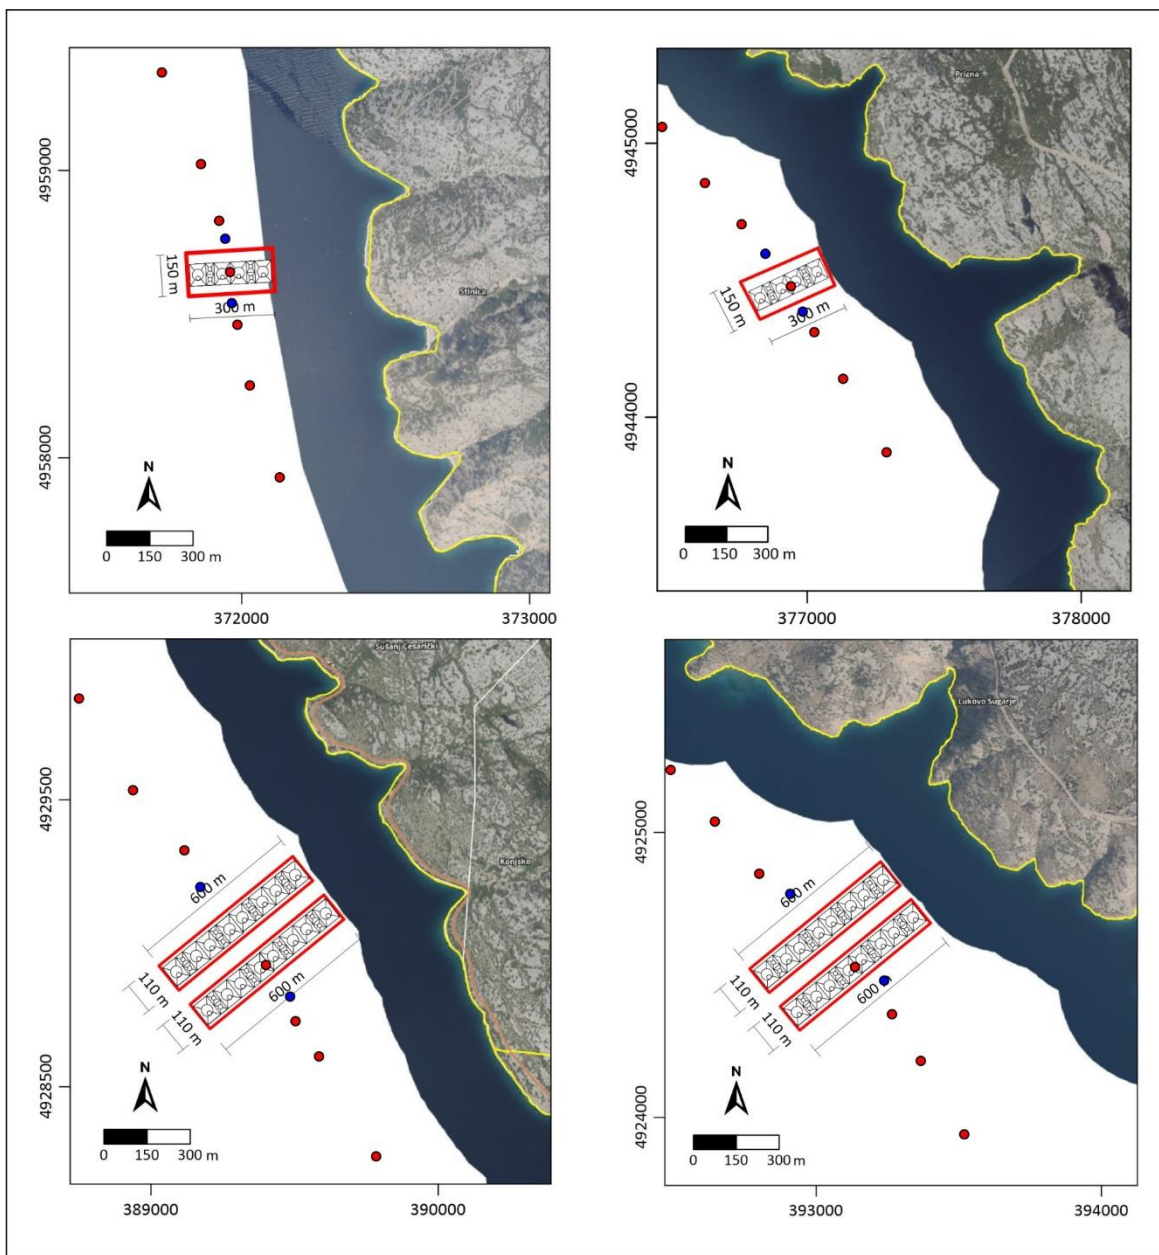 4959000
4958000
Stinica
150 m
300 m
N
0 150 300 m
372000 373000
Prizna
4945000
4944000
150 m
300 m
N
0 150 300 m
377000 378000
Sušanj Cesarički
4929500
4928500
Konjsko
600 m
110 m
110 m
600 m
N
0 150 300 m
389000 390000
Lukovo Šugarje
4925000
4924000
600 m
110 m
110 m
600 m
N
0 150 300 m
393000 394000